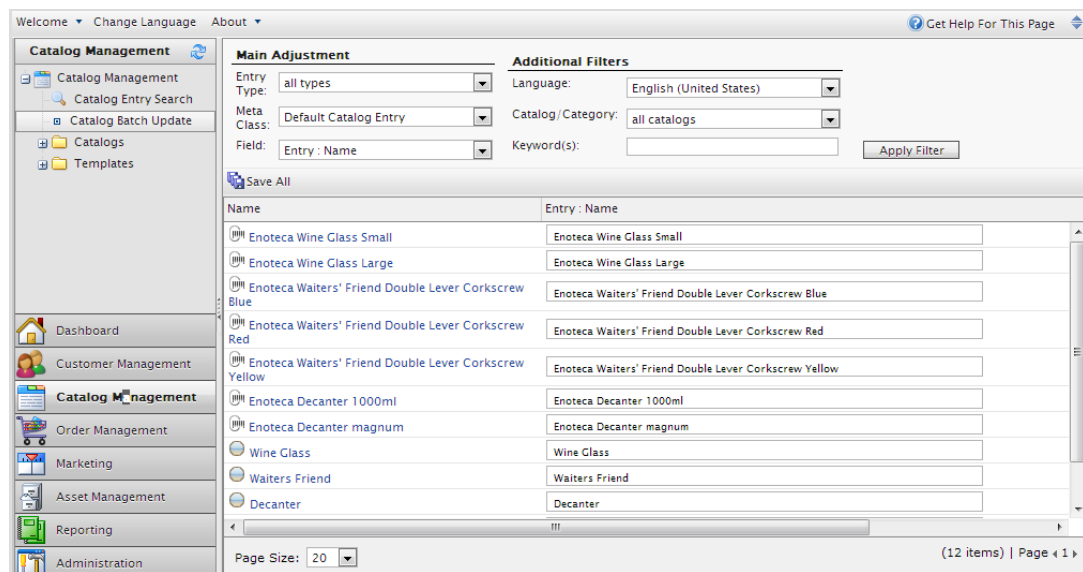 Welcome Change Language About Get Help For This Page
Catalog Management
Catalog Management
Catalog Entry Search
Catalog Batch Update
Catalogs
Templates
Dashboard
Customer Management
Catalog Management
Order Management
Marketing
Asset Management
Reporting
Administration
Main Adjustment
Entry Type: all types
Meta Class: Default Catalog Entry
Field: Entry : Name
Additional Filters
Language: English (United States)
Catalog/Category: all catalogs
Keyword(s): Apply Filter
Save All
Name Entry : Name
Enoteca Wine Glass Small Enoteca Wine Glass Small
Enoteca Wine Glass Large Enoteca Wine Glass Large
Enoteca Waiters' Friend Double Lever Corkscrew Blue Enoteca Waiters' Friend Double Lever Corkscrew Blue
Enoteca Waiters' Friend Double Lever Corkscrew Red Enoteca Waiters' Friend Double Lever Corkscrew Red
Enoteca Waiters' Friend Double Lever Corkscrew Yellow Enoteca Waiters' Friend Double Lever Corkscrew Yellow
Enoteca Decanter 1000ml Enoteca Decanter 1000ml
Enoteca Decanter magnum Enoteca Decanter magnum
Wine Glass Wine Glass
Waiters Friend Waiters Friend
Decanter Decanter
Page Size: 20 (12 items) | Page 1